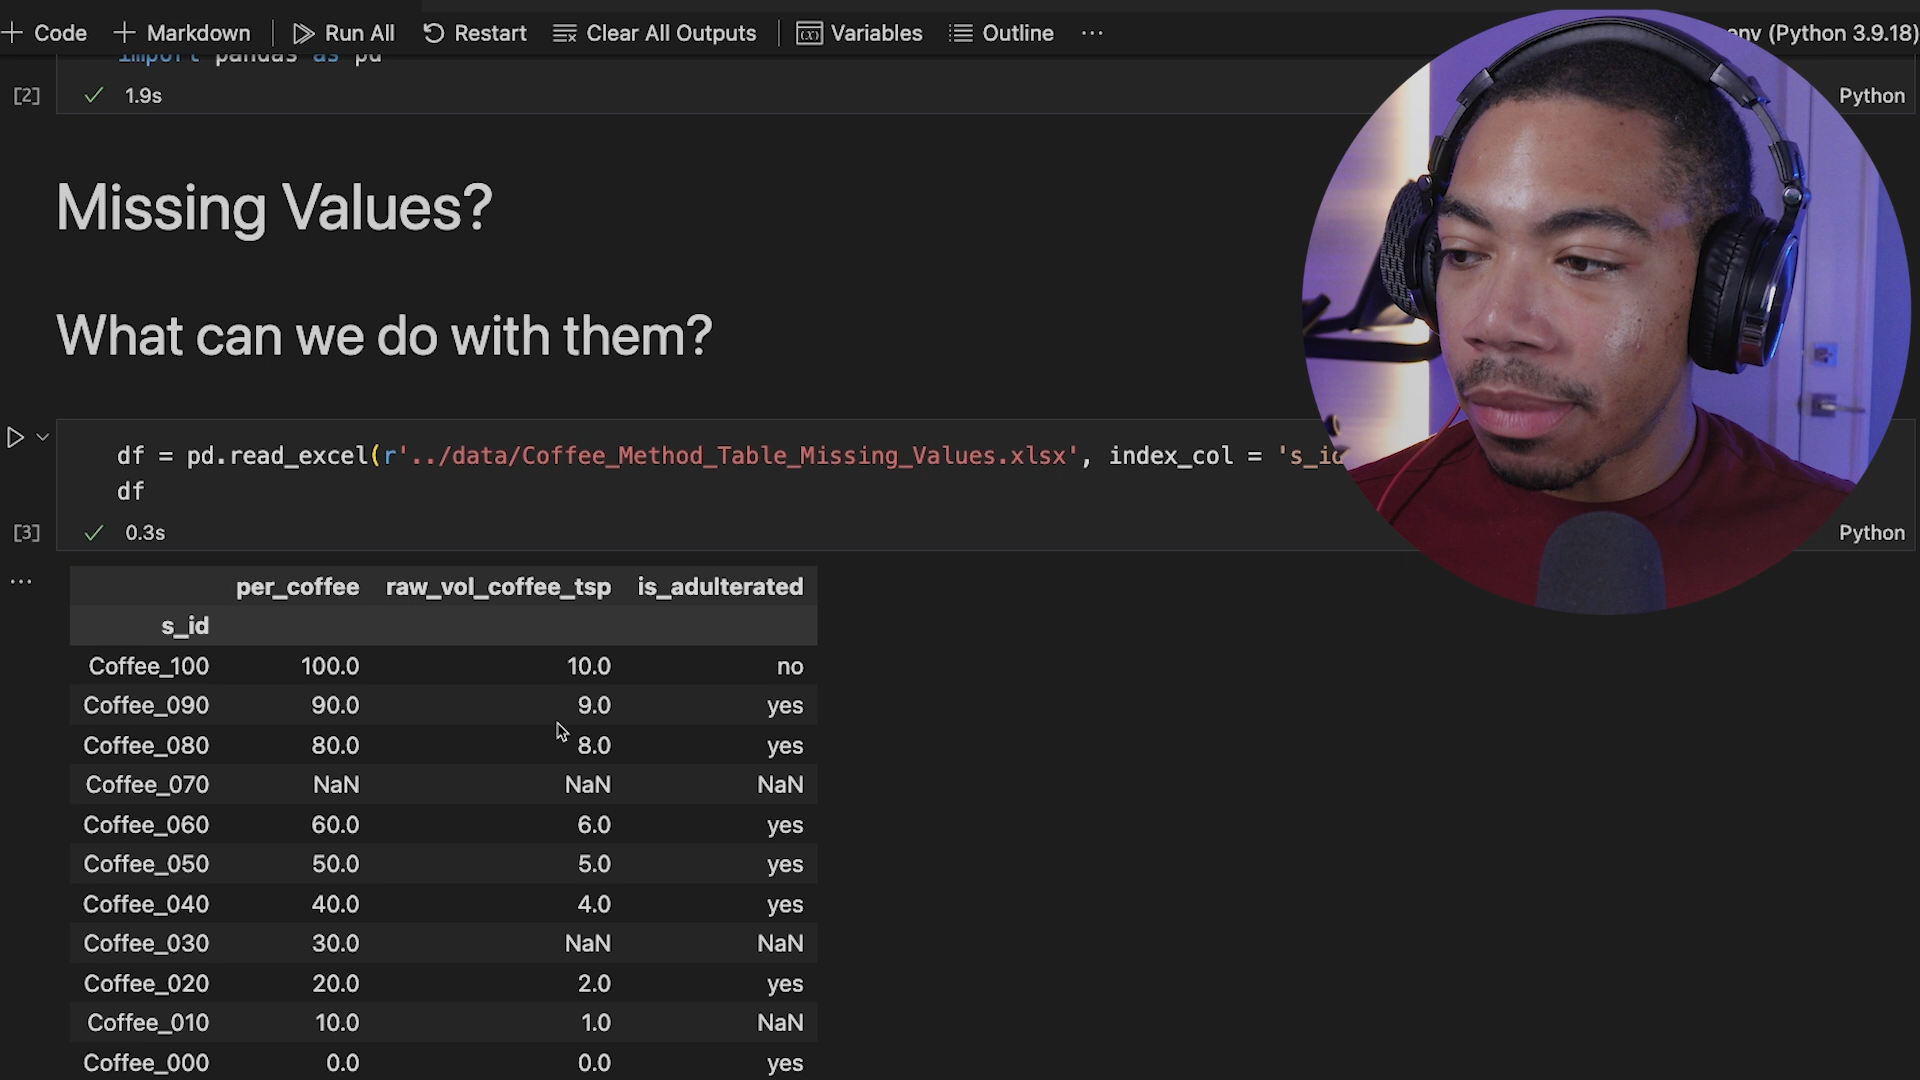 Code Markdown Run All Restart Clear All Outputs Variables Outline ... env (Python 3.9.18)
import pandas as pd
[2] 1.9s Python
Missing Values?
What can we do with them?
df = pd.read_excel(r'../data/Coffee_Method_Table_Missing_Values.xlsx', index_col = 's_id
df
[3] 0.3s Python
... per_coffee raw_vol_coffee_tsp is_adulterated
s_id
Coffee_100 100.0 10.0 no
Coffee_090 90.0 9.0 yes
Coffee_080 80.0 8.0 yes
Coffee_070 NaN NaN NaN
Coffee_060 60.0 6.0 yes
Coffee_050 50.0 5.0 yes
Coffee_040 40.0 4.0 yes
Coffee_030 30.0 NaN NaN
Coffee_020 20.0 2.0 yes
Coffee_010 10.0 1.0 NaN
Coffee_000 0.0 0.0 yes